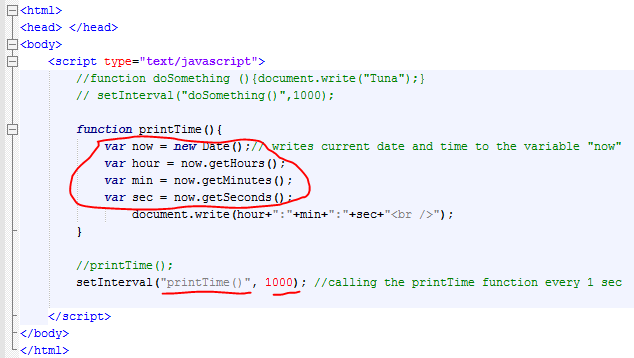 <html>
<head> </head>
<body>
<script type="text/javascript">
//function doSomething (){document.write("Tuna");}
// setInterval("doSomething()",1000);
function printTime(){
var now = new Date();// writes current date and time to the variable "now"
var hour = now.getHours();
var min = now.getMinutes();
var sec = now.getSeconds();
document.write(hour+":"+min+":"+sec+"<br />");
}
//printTime();
setInterval("printTime()", 1000); //calling the printTime function every 1 sec
</script>
</body>
</html>